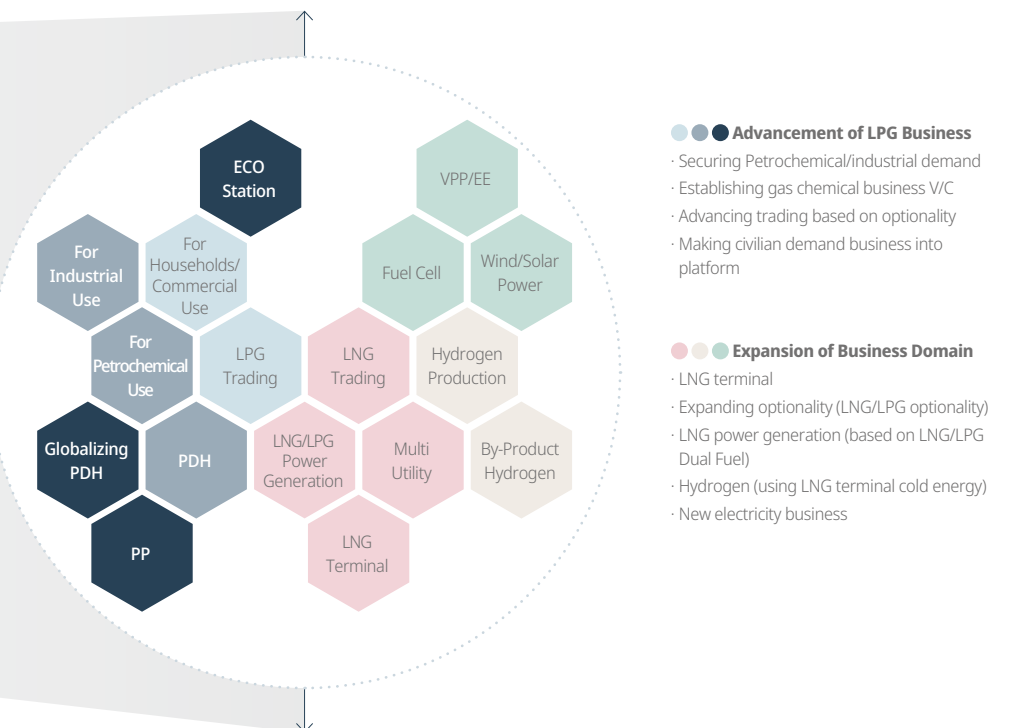 ECO
Station
VPP/EE
For
Industrial
Use
For
Households/
Commercial
Use
Fuel Cell
Wind/Solar
Power
For
Petrochemical
Use
LPG
Trading
LNG
Trading
Hydrogen
Production
Globalizing
PDH
PDH
LNG/LPG
Power
Generation
Multi
Utility
By-Product
Hydrogen
PP
LNG
Terminal
Advancement of LPG Business
· Securing Petrochemical/industrial demand
· Establishing gas chemical business V/C
· Advancing trading based on optionality
· Making civilian demand business into
platform
Expansion of Business Domain
· LNG terminal
· Expanding optionality (LNG/LPG optionality)
· LNG power generation (based on LNG/LPG
Dual Fuel)
· Hydrogen (using LNG terminal cold energy)
· New electricity business